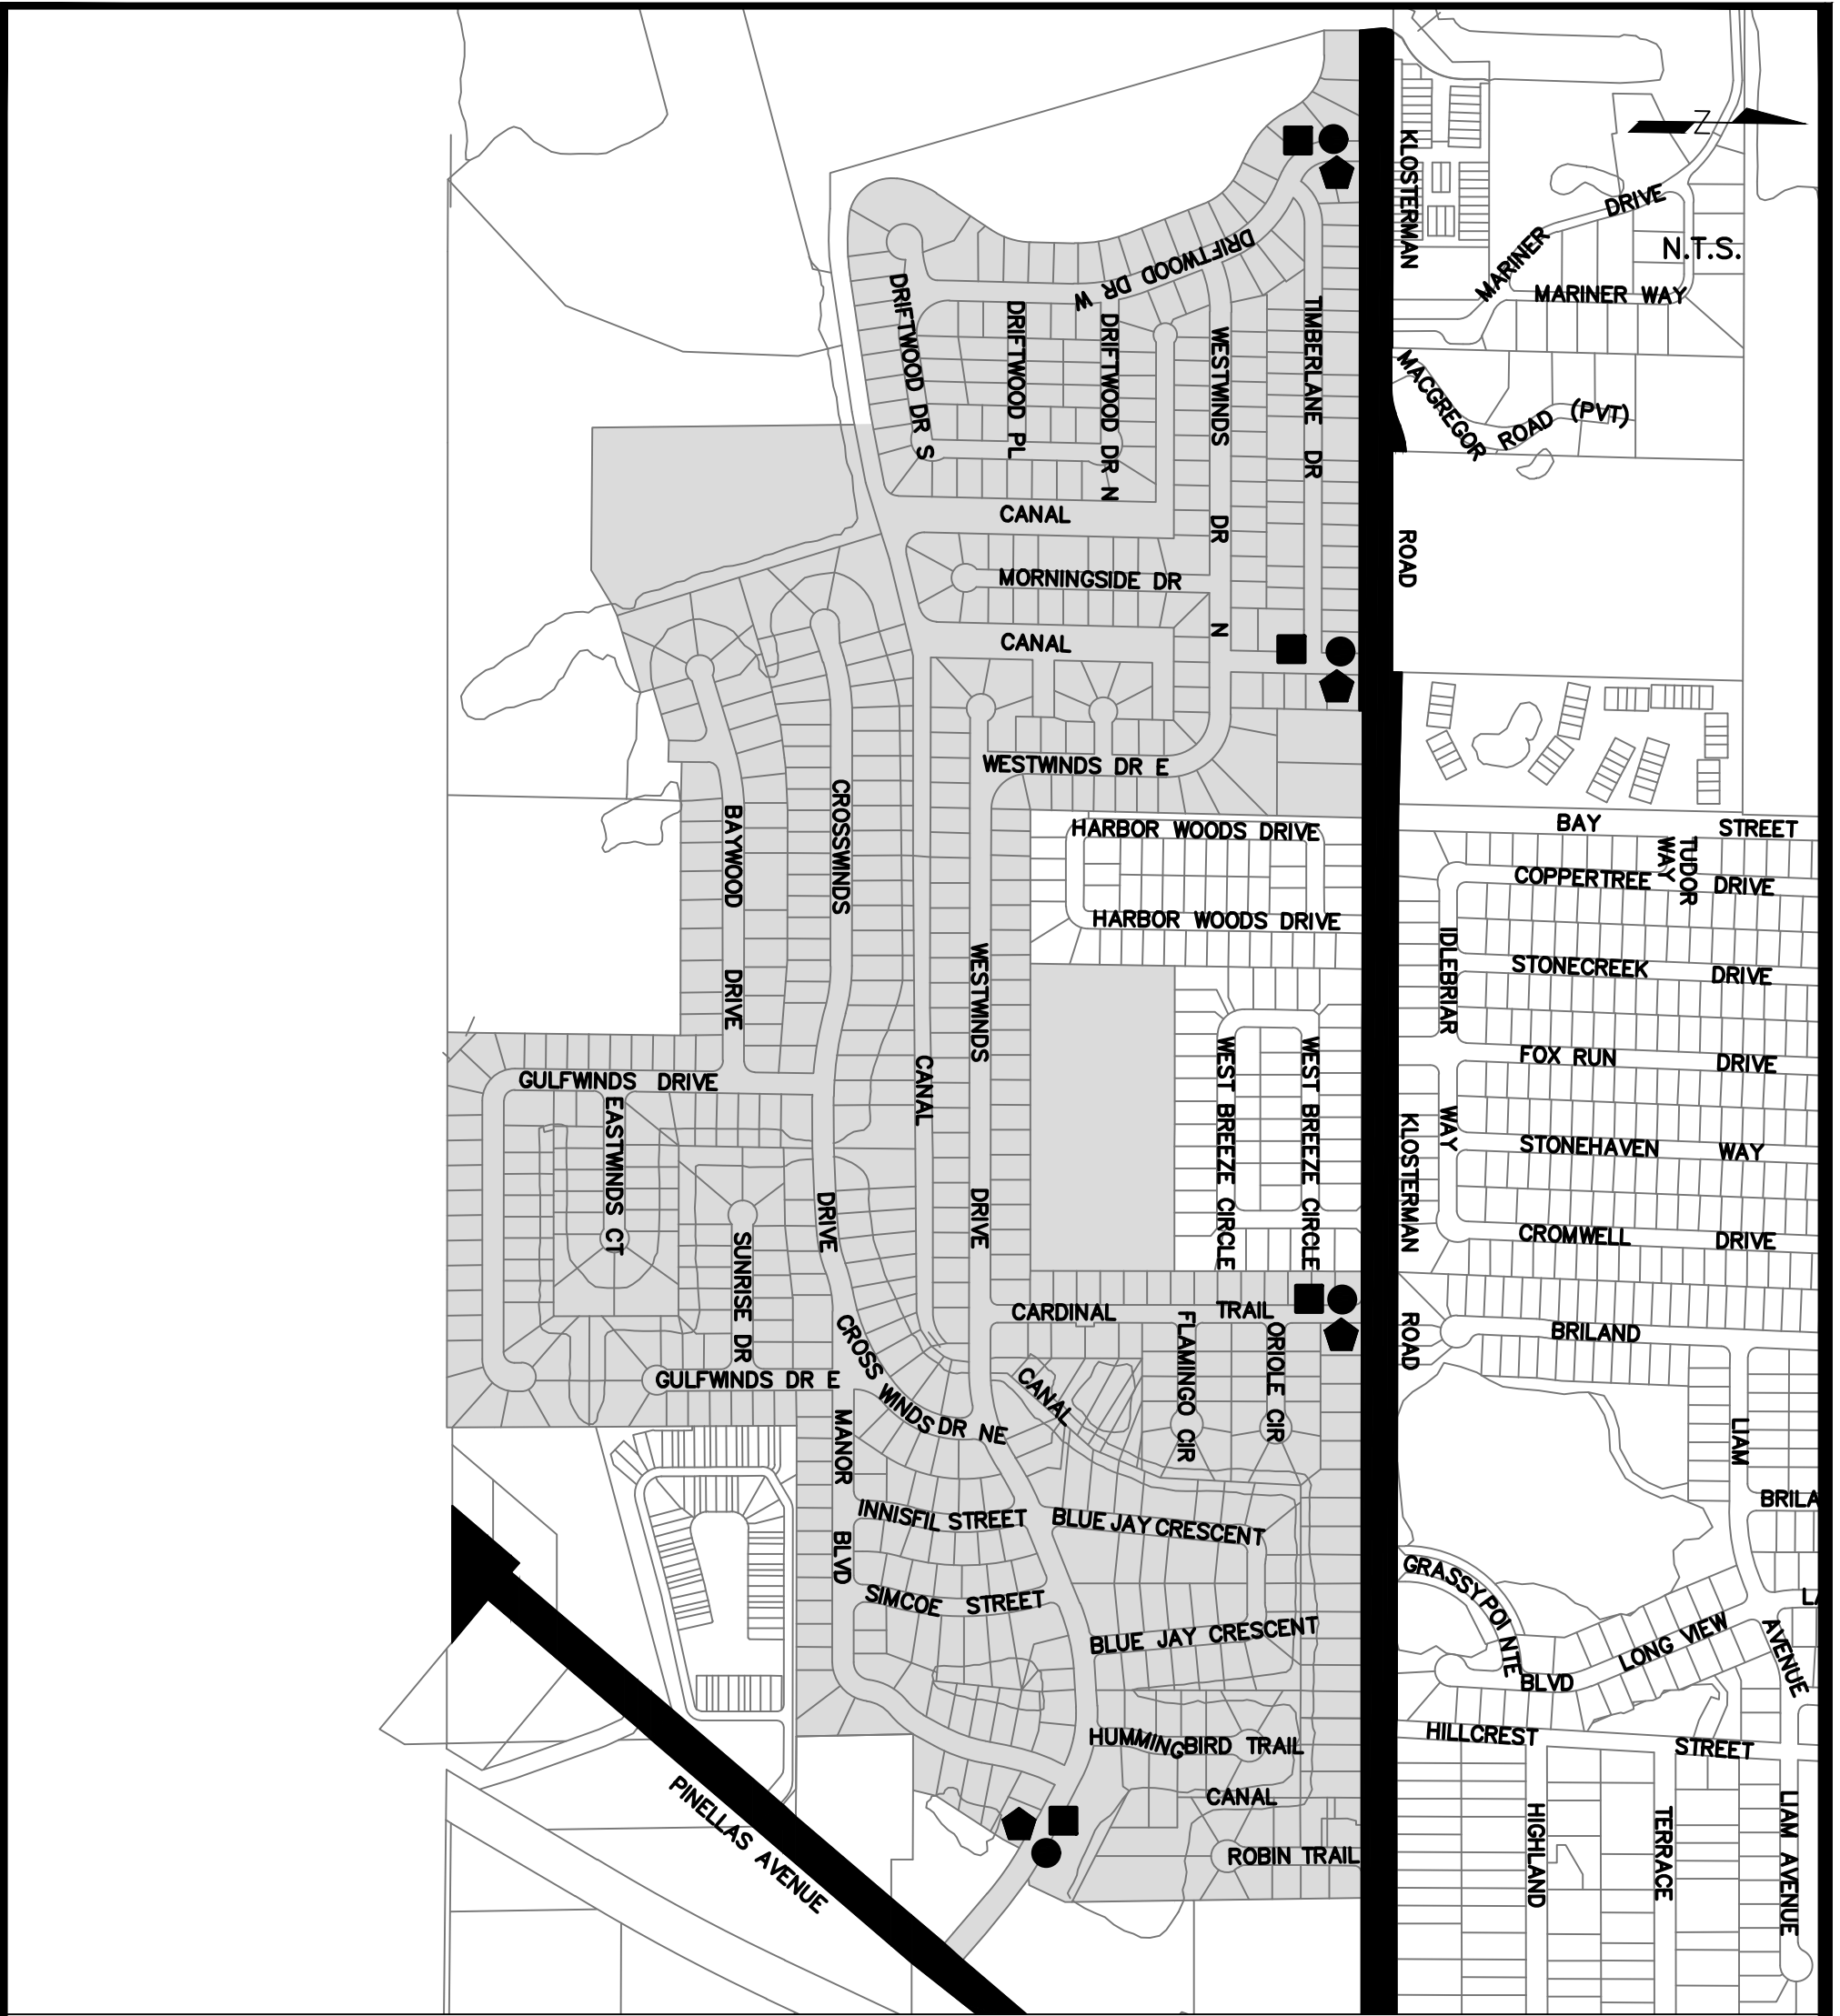 KLOSTERMAN
DRIVE
Z
N.T.S.
MARINER
MARINER WAY
DRIFTWOOD DR W
DRIFTWOOD DR S
DRIFTWOOD PL
DRIFTWOOD DR N
WESTWINDS DR N
TIMBERLANE DR
MACGREGOR ROAD (PVT)
CANAL
ROAD
MORNINGSIDE DR
CANAL
WESTWINDS DR E
HARBOR WOODS DRIVE
BAY STREET
TUDOR
WAY
COPPERTREE DRIVE
BAYWOOD DRIVE
CROSSWINDS DRIVE
HARBOR WOODS DRIVE
IDLEBRIAR WAY
STONECREEK DRIVE
WESTWINDS DRIVE
CANAL
WEST BREEZE CIRCLE
WEST BREEZE CIRCLE
FOX RUN DRIVE
GULFWINDS DRIVE
EASTWINDS CT
KLOSTERMAN ROAD
STONEHAVEN WAY
SUNRISE DR
CROMWELL DRIVE
CARDINAL TRAIL
FLAMINGO CIR
ORIOLE CIR
BRILAND
CROSS WINDS DR NE
GULFWINDS DR E
CANAL
MANOR BLVD
LIAM
BRILA
INNISFIL STREET
BLUE JAY CRESCENT
SIMCOE STREET
GRASSY POINTE
BLVD
LONG VIEW
LA
AVENUE
BLUE JAY CRESCENT
HUMMINGBIRD TRAIL
HILLCREST STREET
CANAL
PINELLAS AVENUE
ROBIN TRAIL
HIGHLAND
TERRACE
LIAM AVENUE